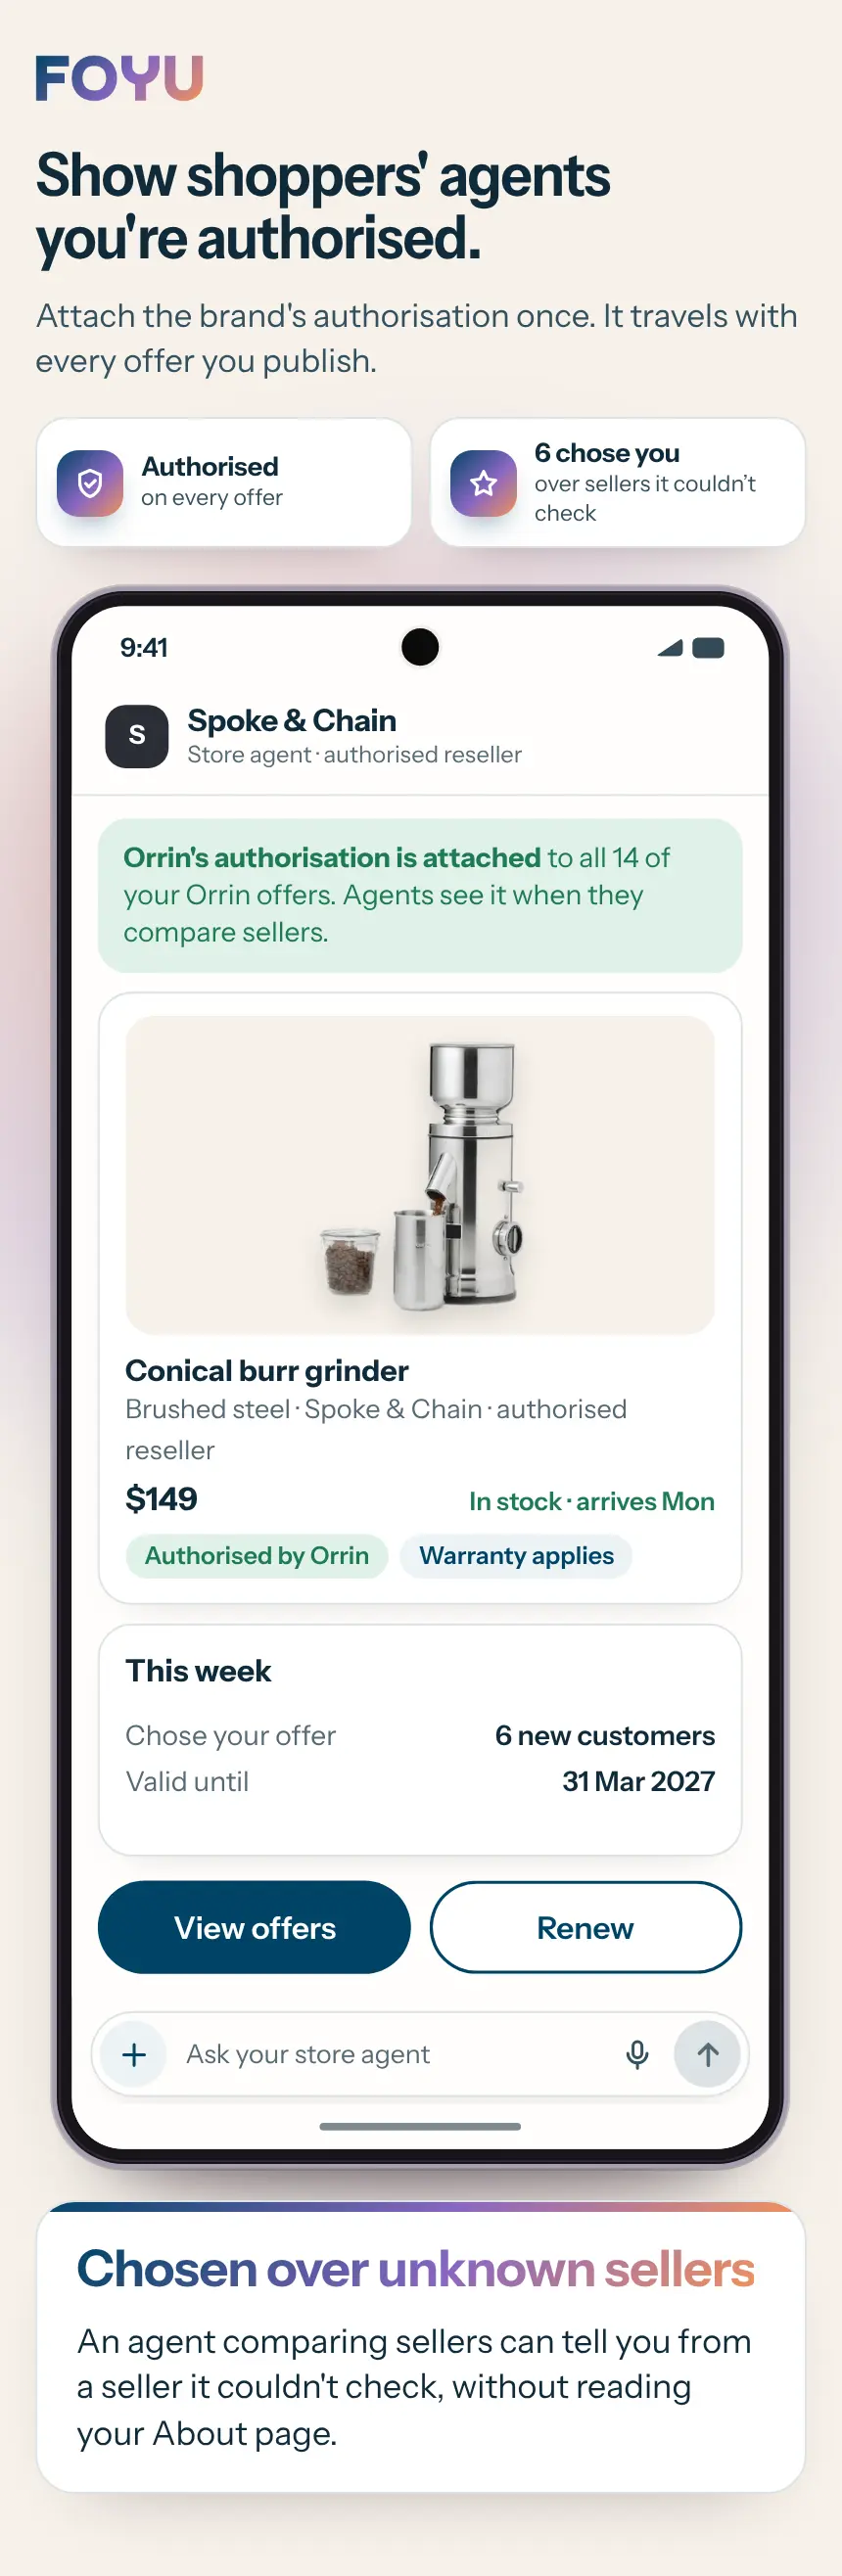 FOYU
Show shoppers' agents
you're authorised.
Attach the brand's authorisation once. It travels with
every offer you publish.
Authorised
on every offer
6 chose you
over sellers it couldn’t
check
9:41
S
Spoke & Chain
Store agent · authorised reseller
Orrin's authorisation is attached to all 14 of
your Orrin offers. Agents see it when they
compare sellers.
Conical burr grinder
Brushed steel · Spoke & Chain · authorised
reseller
$149
In stock · arrives Mon
Authorised by Orrin
Warranty applies
This week
Chose your offer
6 new customers
Valid until
31 Mar 2027
View offers
Renew
Ask your store agent
Chosen over unknown sellers
An agent comparing sellers can tell you from
a seller it couldn't check, without reading
your About page.